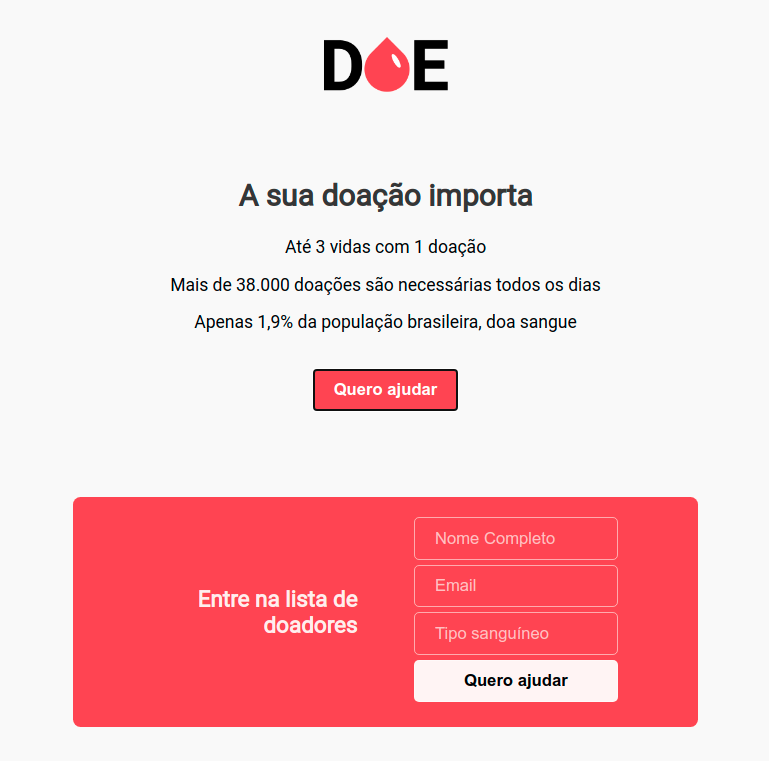 DOE
A sua doação importa
Até 3 vidas com 1 doação
Mais de 38.000 doações são necessárias todos os dias
Apenas 1,9% da população brasileira, doa sangue
Quero ajudar
Entre na lista de
doadores
Nome Completo
Email
Tipo sanguíneo
Quero ajudar